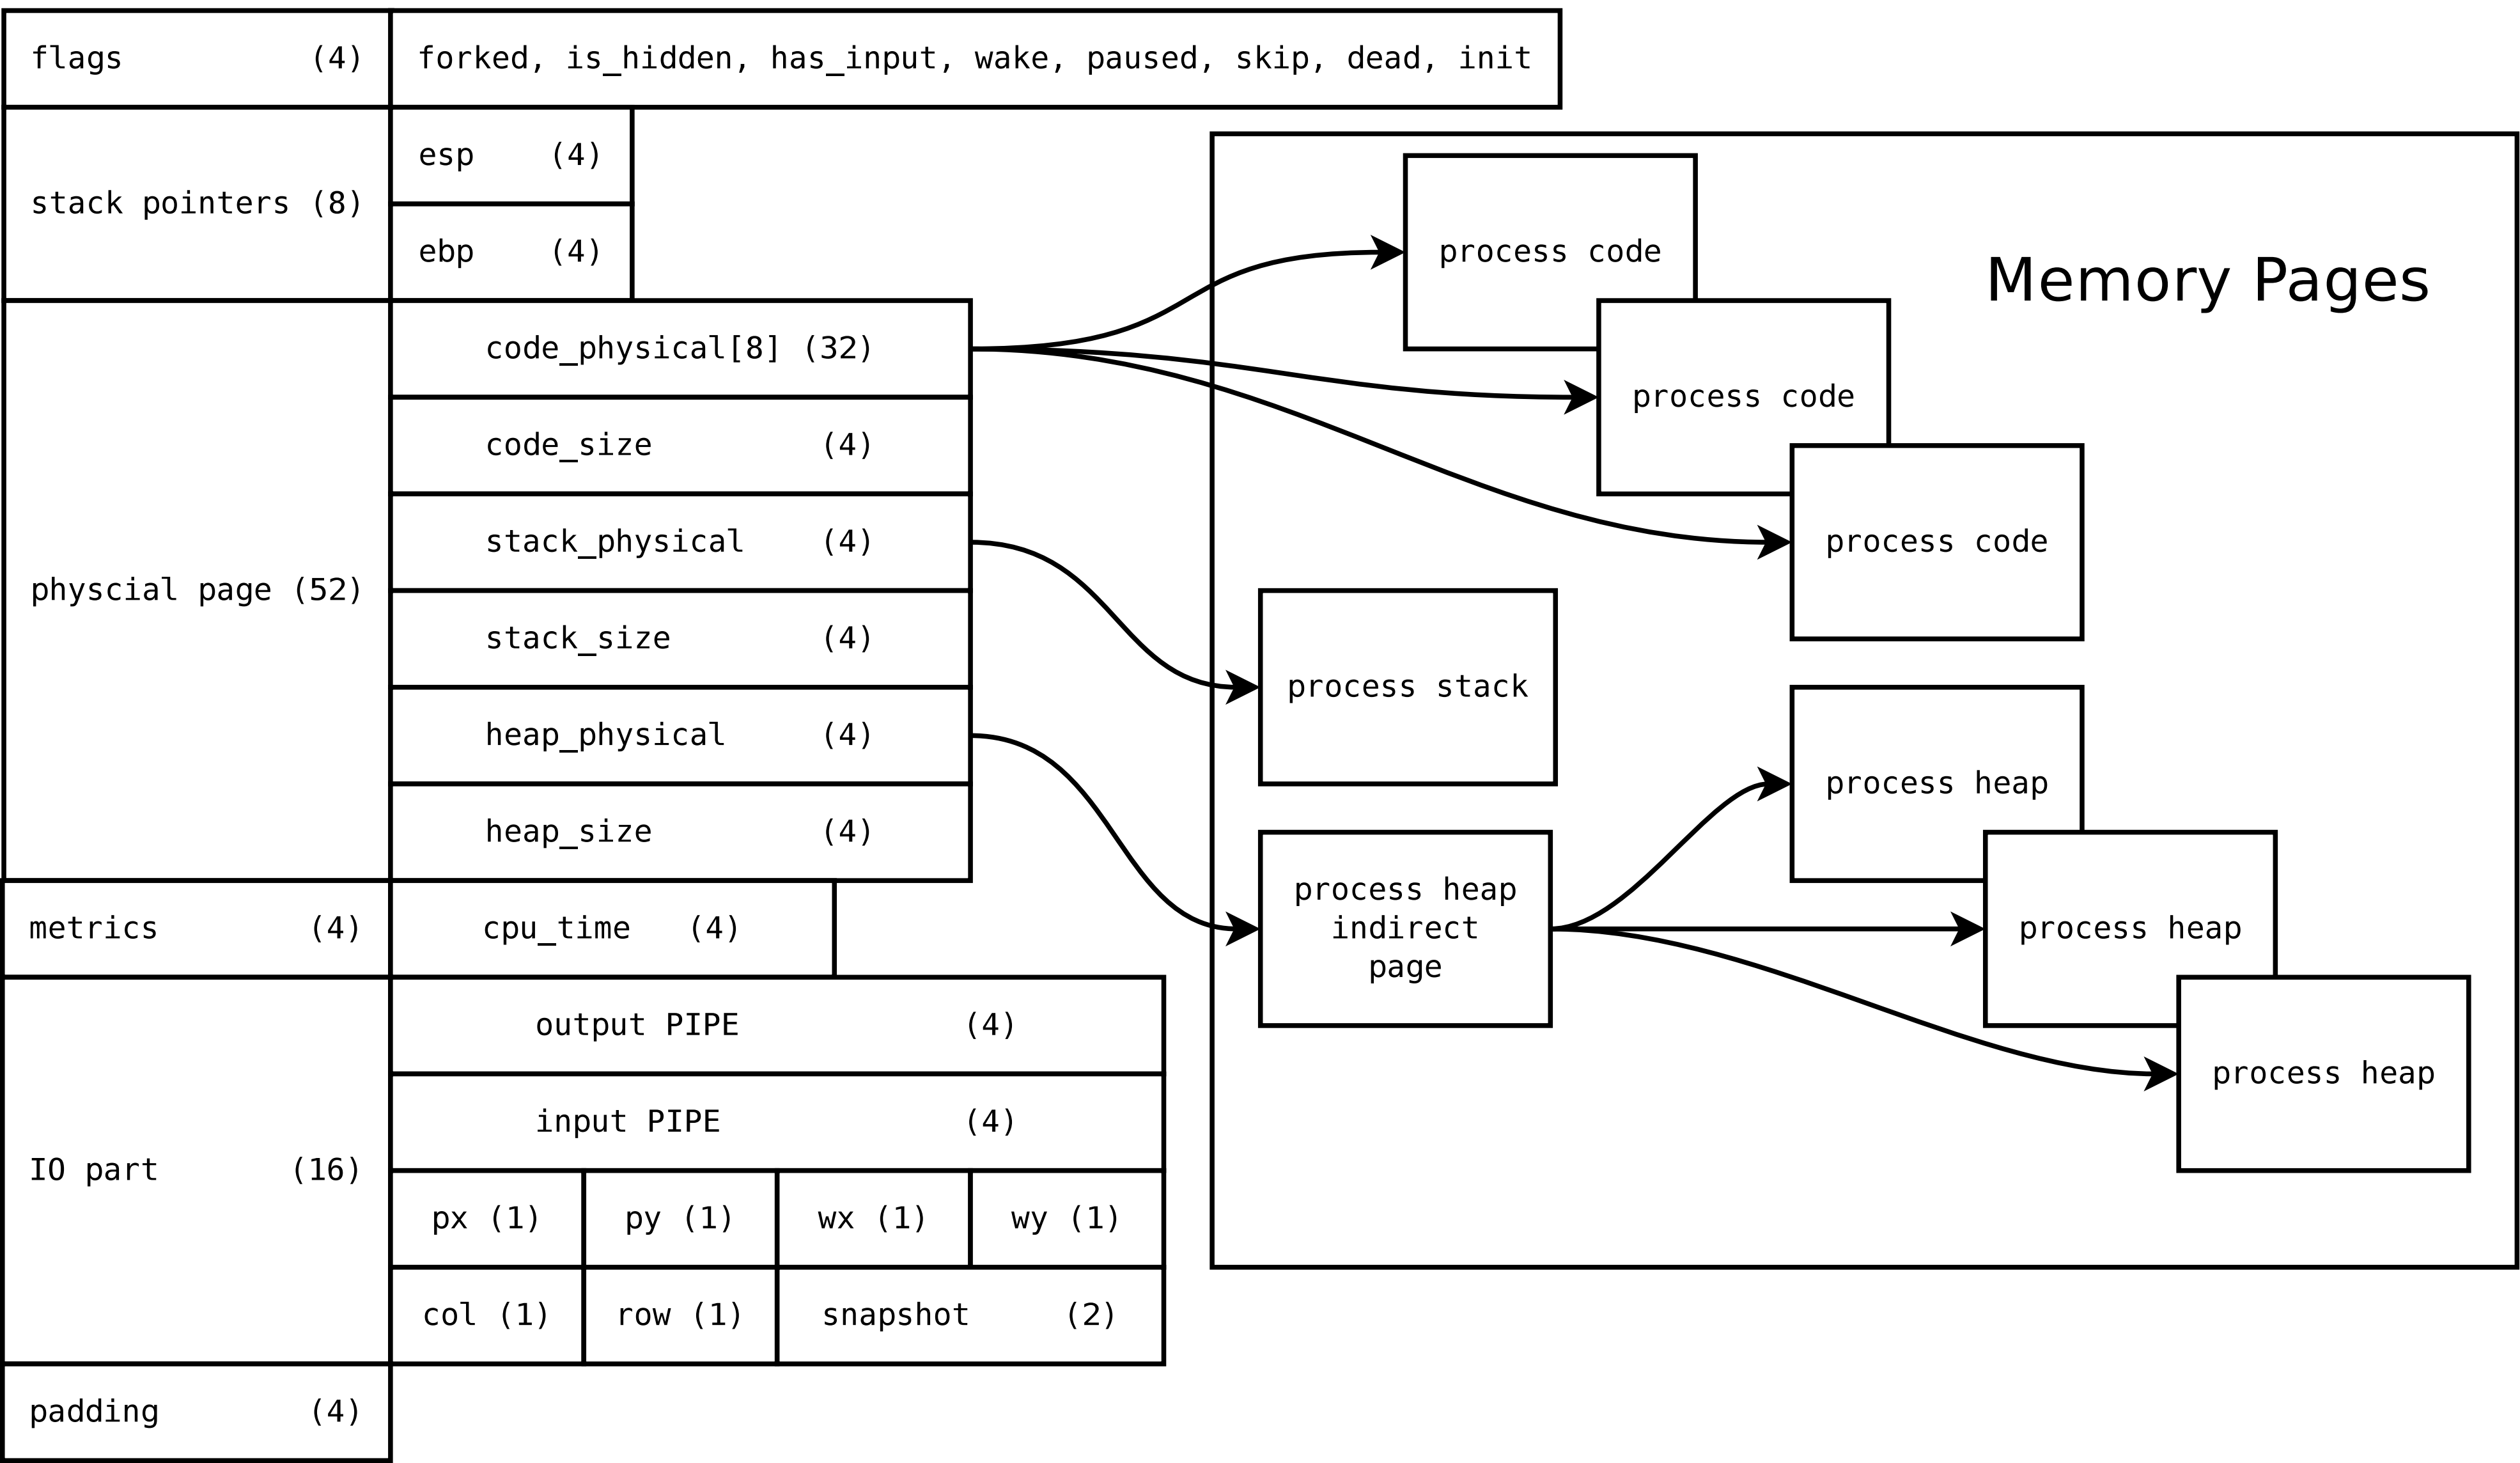 flags (4)
forked, is_hidden, has_input, wake, paused, skip, dead, init
stack pointers (8)
esp (4)
ebp (4)
physcial page (52)
code_physical[8] (32)
code_size (4)
stack_physical (4)
stack_size (4)
heap_physical (4)
heap_size (4)
metrics (4)
cpu_time (4)
IO part (16)
output PIPE (4)
input PIPE (4)
px (1)
py (1)
wx (1)
wy (1)
col (1)
row (1)
snapshot (2)
padding (4)
Memory Pages
process code
process code
process code
process stack
process heap
indirect
page
process heap
process heap
process heap